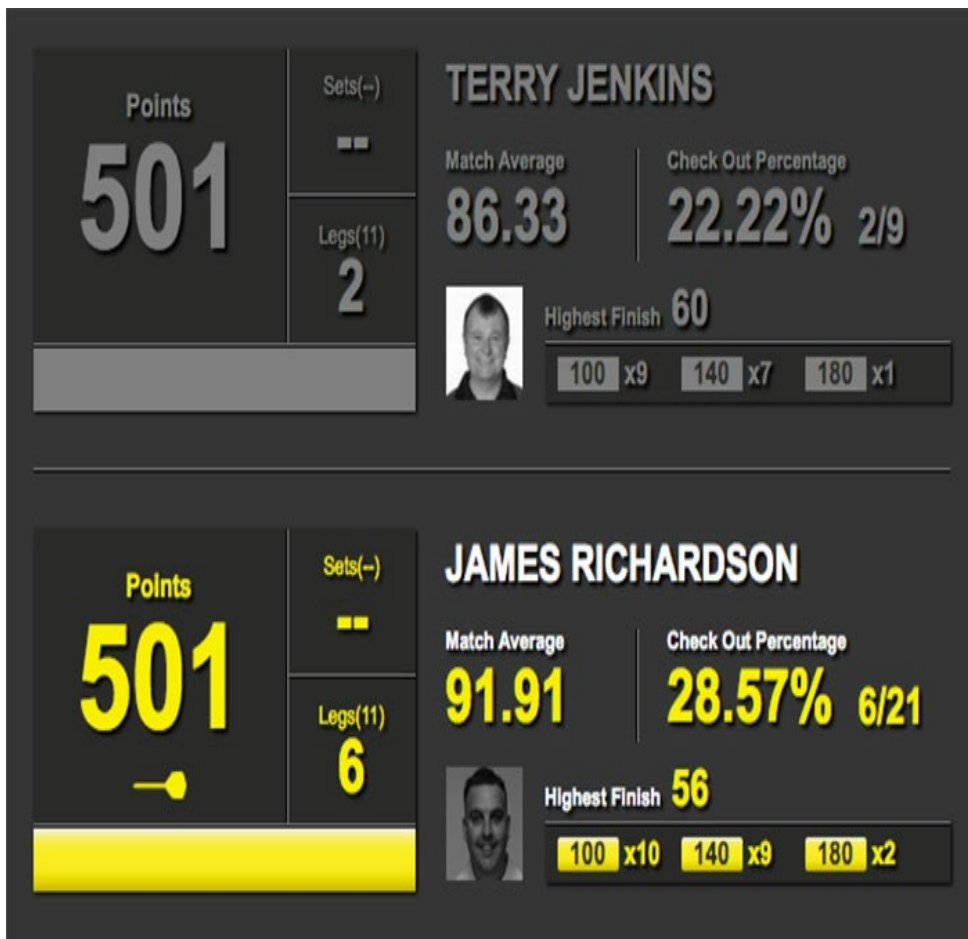 TERRY JENKINS
Points
501
Sets(--)
--
Legs(11)
2
Match Average
86.33
Check Out Percentage
22.22% 2/9
Highest Finish 60
100 x9 140 x7 180 x1
JAMES RICHARDSON
Points
501
Sets(--)
--
Legs(11)
6
Match Average
91.91
Check Out Percentage
28.57% 6/21
Highest Finish 56
100 x10 140 x9 180 x2